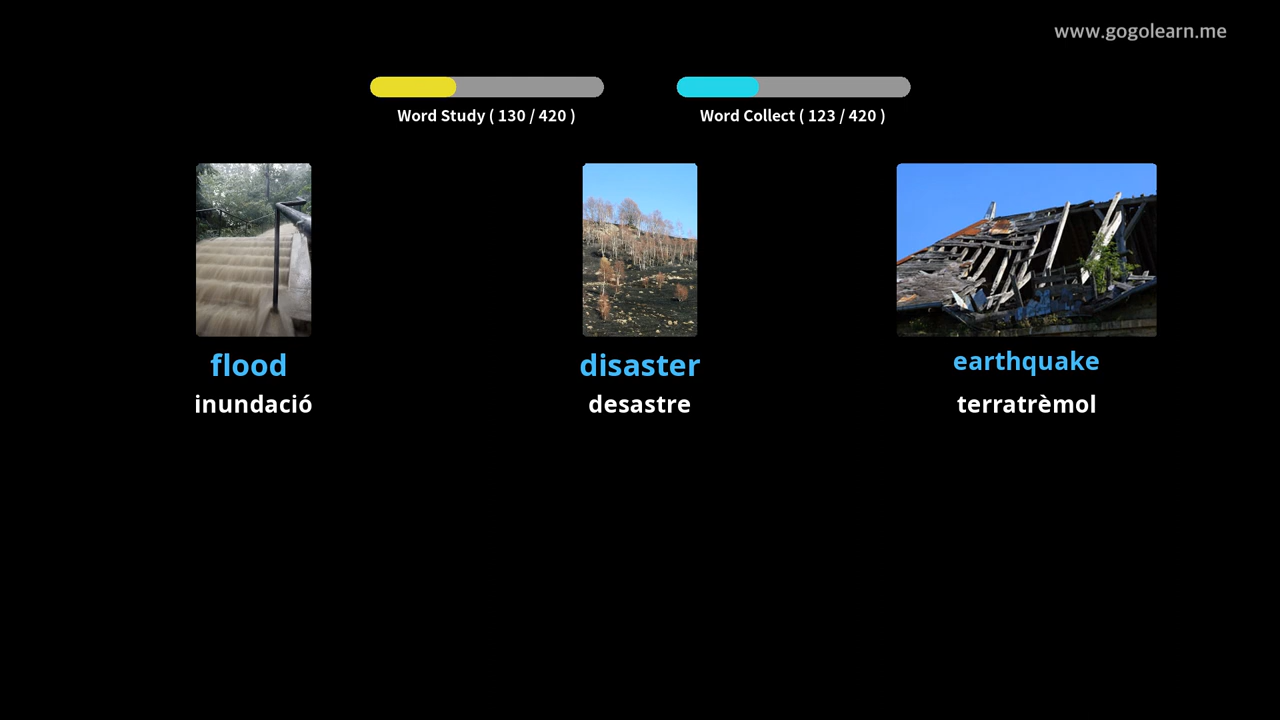 www.gogolearn.me
Word Study ( 130 / 420 )
Word Collect ( 123 / 420 )
flood
disaster
earthquake
inundació
desastre
terratrèmol